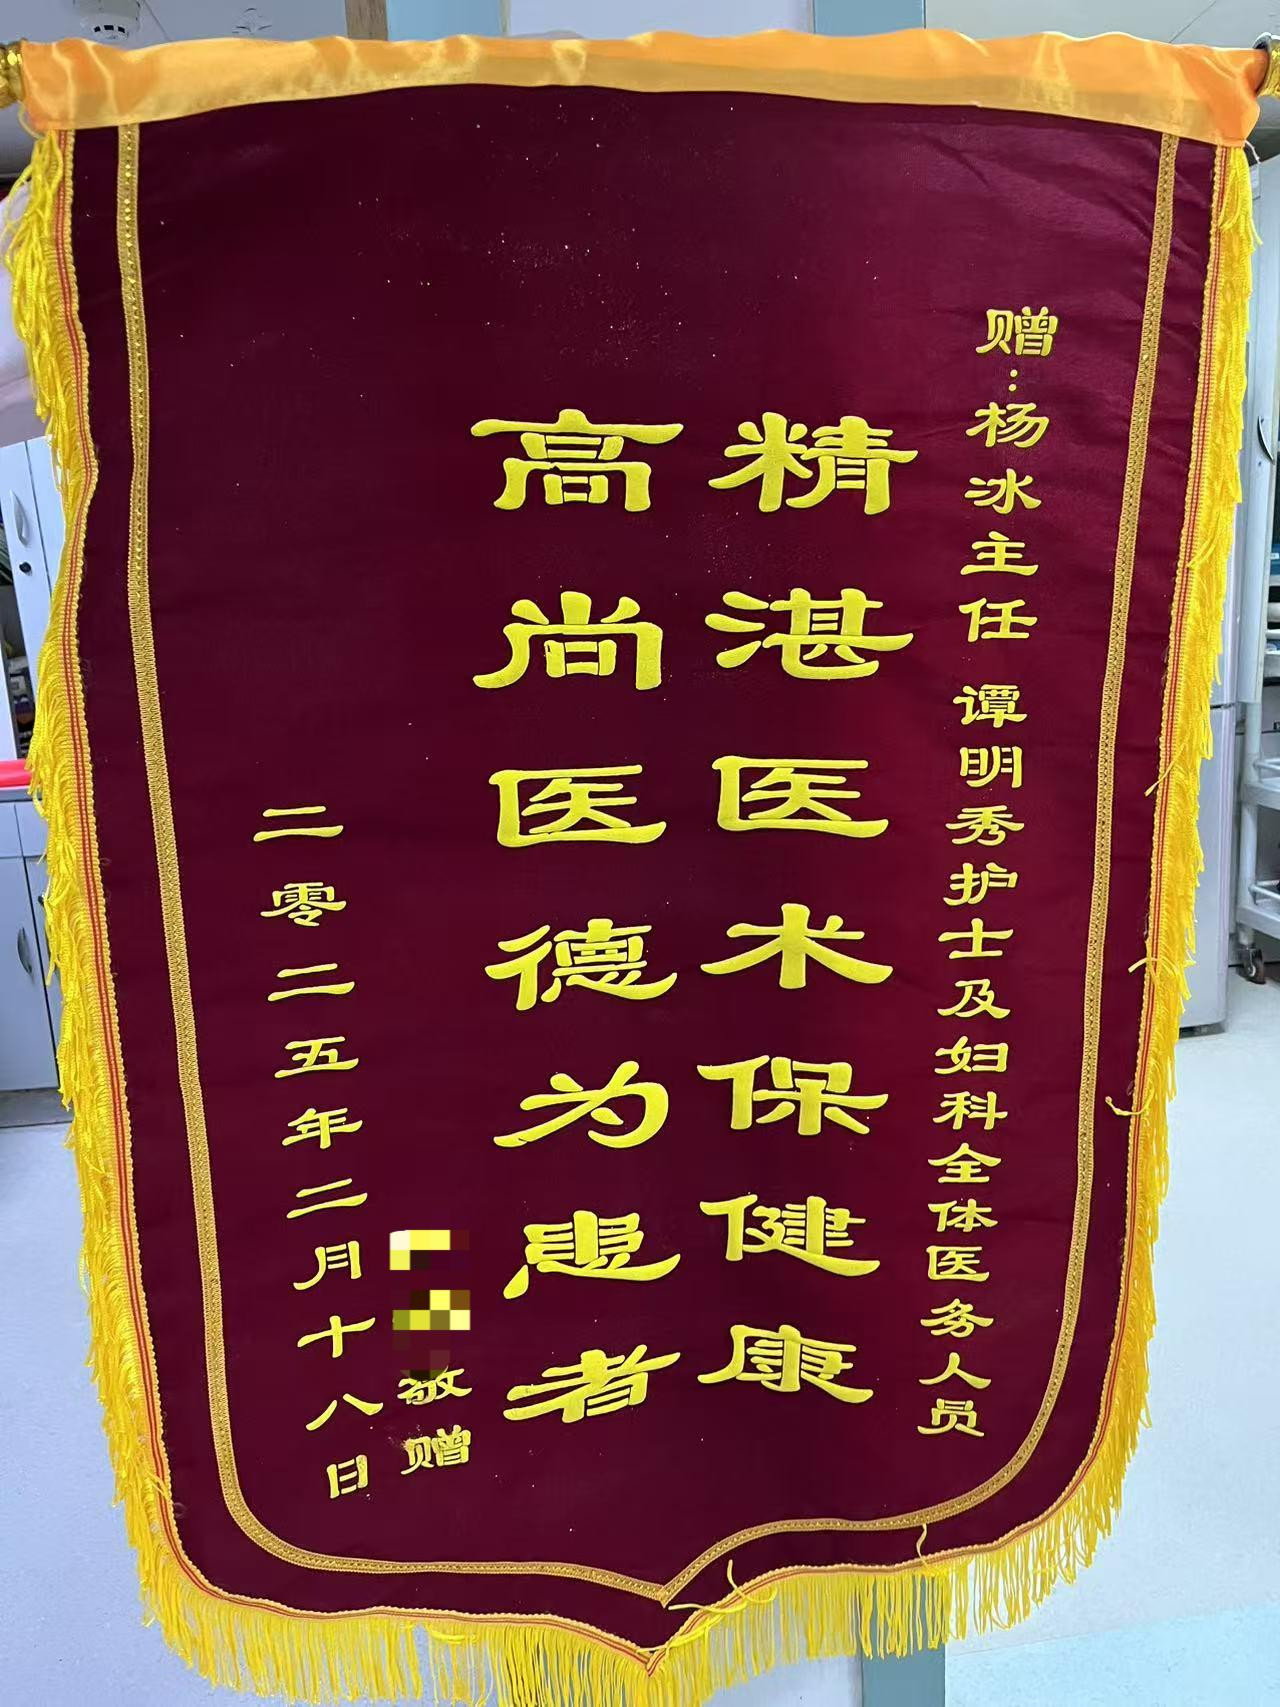 赠：杨冰主任 谭明秀护士及妇科全体医务人员
精湛医术保健康
高尚医德为患者
敬赠
二零二五年二月十八日